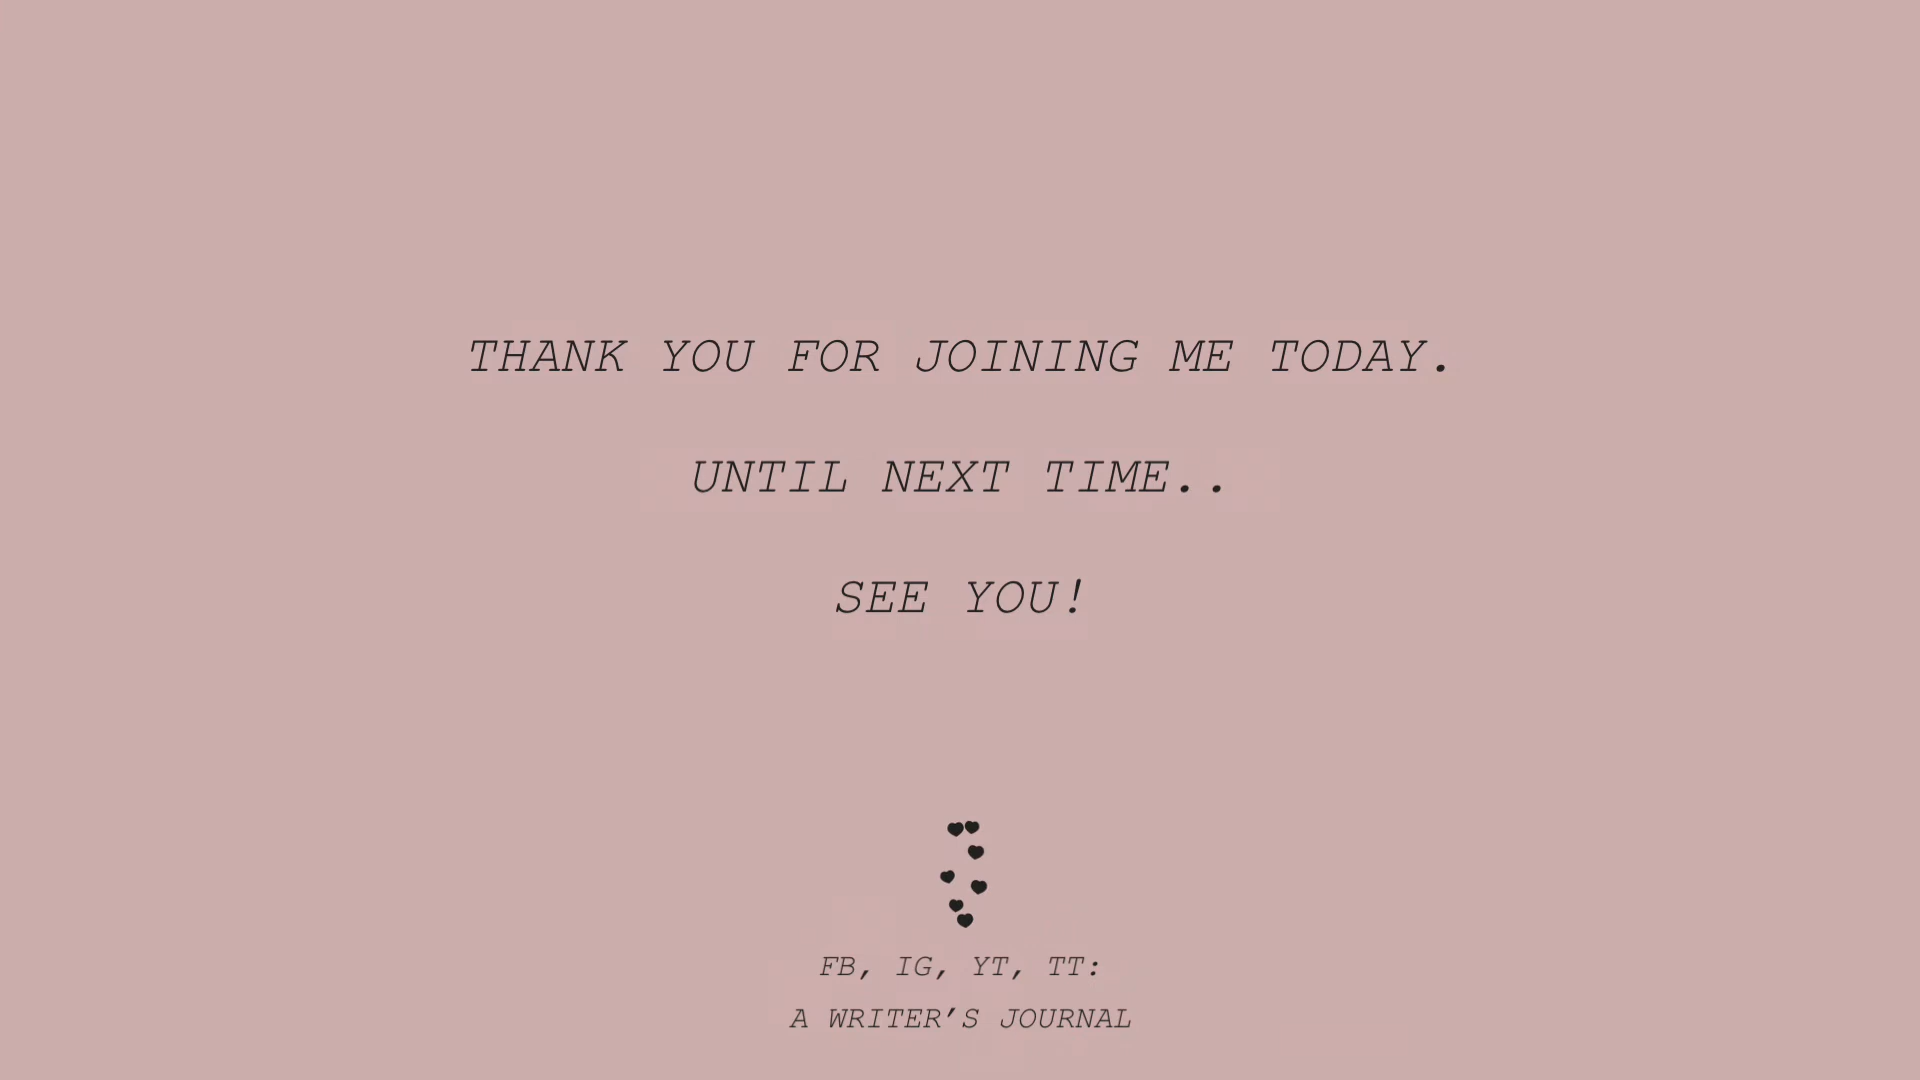 THANK YOU FOR JOINING ME TODAY.
UNTIL NEXT TIME..
SEE YOU!
FB, IG, YT, TT:
A WRITER'S JOURNAL